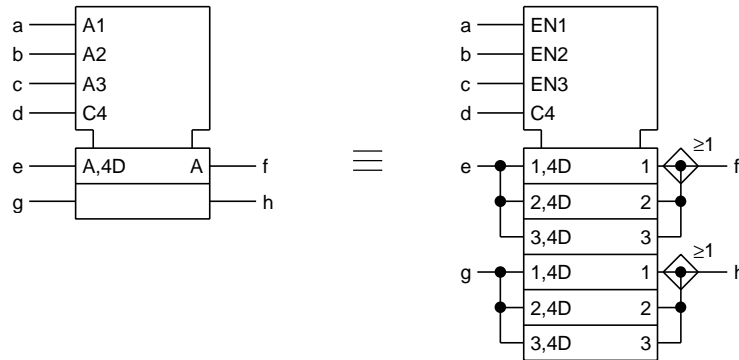 a A1 a EN1
b A2 b EN2
c A3 c EN3
d C4 d C4
≥1
e A,4D A f ≡ e 1,4D 1 f
g h 2,4D 2
3,4D 3
≥1
g 1,4D 1 h
2,4D 2
3,4D 3